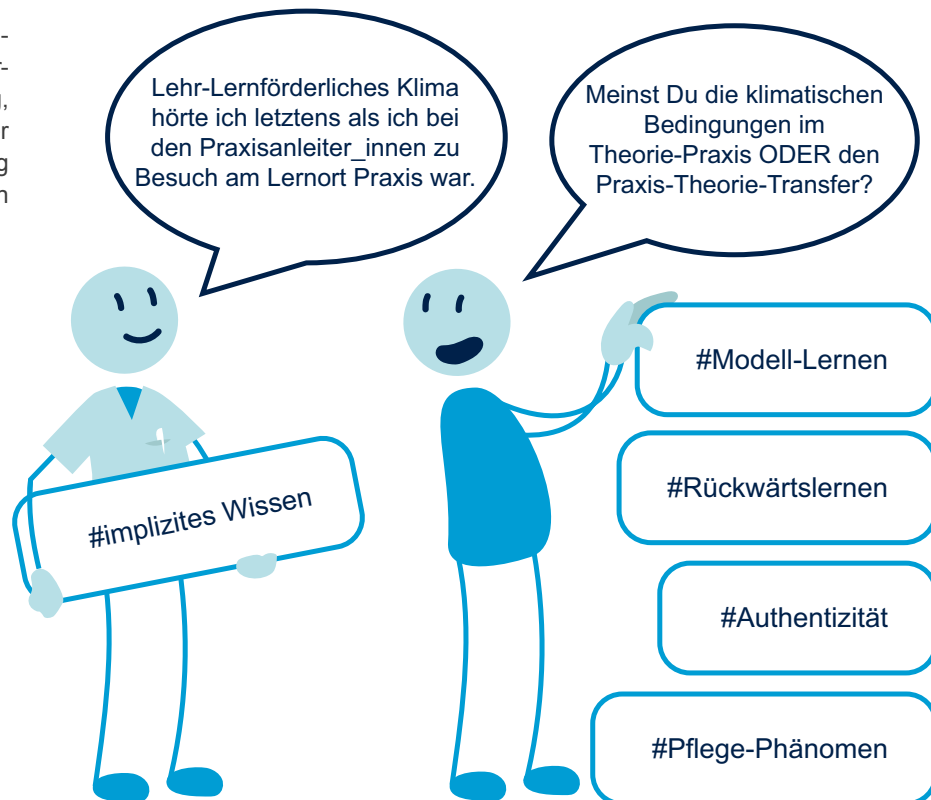 Lehr-Lernförderliches Klima
hörte ich letztens als ich bei
den Praxisanleiter_innen zu
Besuch am Lernort Praxis war.
Meinst Du die klimatischen
Bedingungen im
Theorie-Praxis ODER den
Praxis-Theorie-Transfer?
#implizites Wissen
#Modell-Lernen
#Rückwärtslernen
#Authentizität
#Pflege-Phänomen